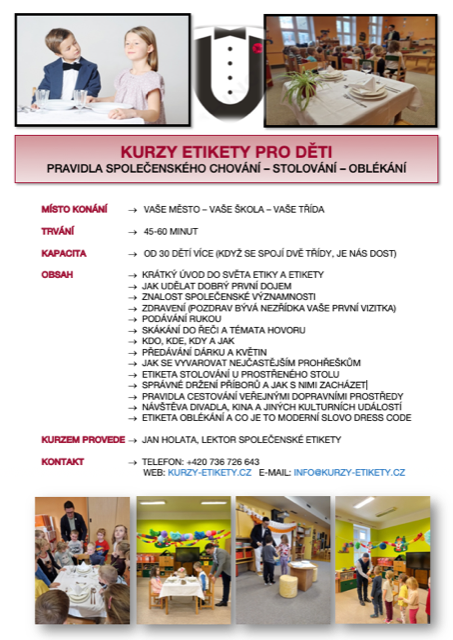 KURZY ETIKETY PRO DĚTI
PRAVIDLA SPOLEČENSKÉHO CHOVÁNÍ – STOLOVÁNÍ – OBLÉKÁNÍ
MÍSTO KONÁNÍ → VAŠE MĚSTO – VAŠE ŠKOLA – VAŠE TŘÍDA
TRVÁNÍ → 45-60 MINUT
KAPACITA → OD 30 DĚTÍ VÍCE (KDYŽ SE SPOJÍ DVĚ TŘÍDY, JE NÁS DOST)
OBSAH → KRÁTKÝ ÚVOD DO SVĚTA ETIKY A ETIKETY
→ JAK UDĚLAT DOBRÝ PRVNÍ DOJEM
→ ZNALOST SPOLEČENSKÉ VÝZNAMNOSTI
→ ZDRAVENÍ (POZDRAV BÝVÁ NEZŘÍDKA VAŠE PRVNÍ VIZITKA)
→ PODÁVÁNÍ RUKOU
→ SKÁKÁNÍ DO ŘEČI A TÉMATA HOVORU
→ KDO, KDE, KDY A JAK
→ PŘEDÁVÁNÍ DÁRKU A KVĚTIN
→ JAK SE VYVAROVAT NEJČASTĚJŠÍM PROHŘEŠKŮM
→ ETIKETA STOLOVÁNÍ U PROSTŘENÉHO STOLU
→ SPRÁVNÉ DRŽENÍ PŘÍBORŮ A JAK S NIMI ZACHÁZET
→ PRAVIDLA CESTOVÁNÍ VEŘEJNÝMI DOPRAVNÍMI PROSTŘEDY
→ NÁVŠTĚVA DIVADLA, KINA A JINÝCH KULTURNÍCH UDÁLOSTÍ
→ ETIKETA OBLÉKÁNÍ A CO JE TO MODERNÍ SLOVO DRESS CODE
KURZEM PROVEDE → JAN HOLATA, LEKTOR SPOLEČENSKÉ ETIKETY
KONTAKT → TELEFON: +420 736 726 643
WEB: KURZY-ETIKETY.CZ E-MAIL: INFO@KURZY-ETIKETY.CZ